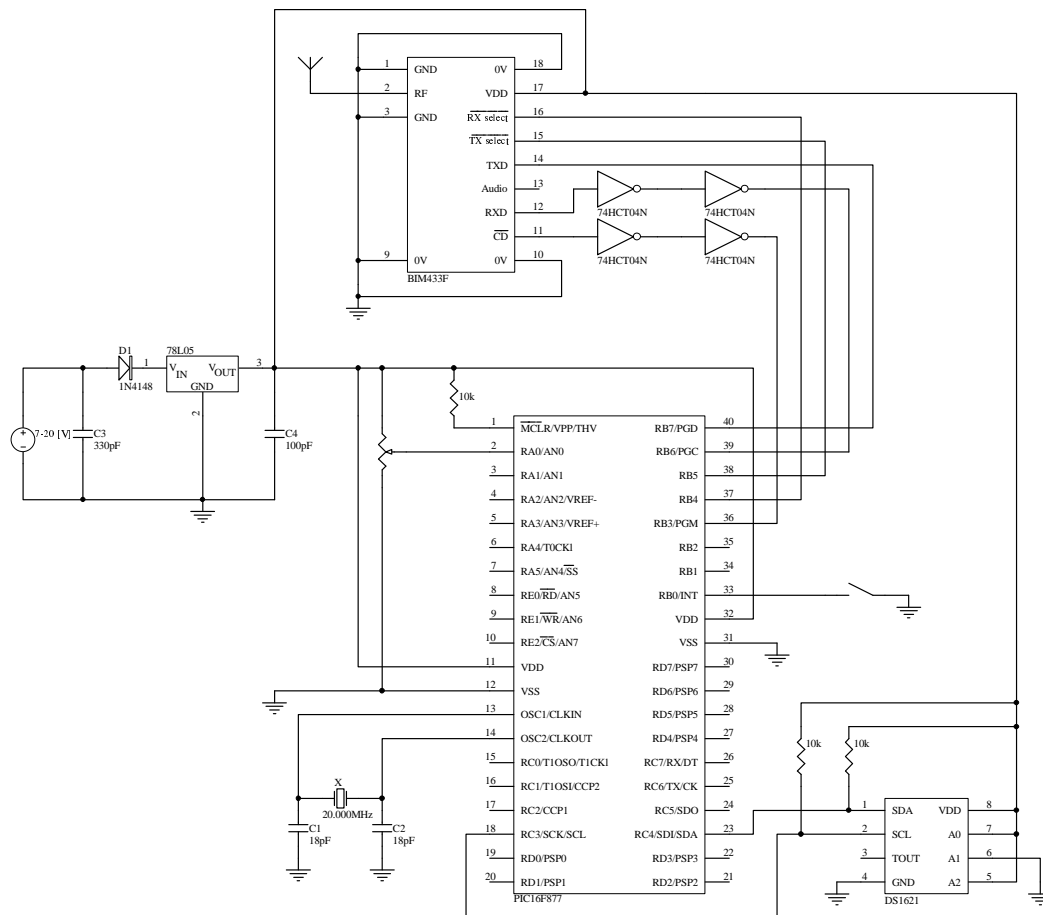 1 GND 0V 18
2 RF VDD 17
3 GND RX select 16
TX select 15
TXD 14
Audio 13
RXD 12
CD 11
9 0V 0V 10
BIM433F
74HCT04N 74HCT04N
74HCT04N 74HCT04N
D1
1N4148
78L05
1 VIN VOUT 3
GND
2
7-20 [V]
C3
330pF
C4
100pF
10k
1 MCLR/VPP/THV RB7/PGD 40
2 RA0/AN0 RB6/PGC 39
3 RA1/AN1 RB5 38
4 RA2/AN2/VREF- RB4 37
5 RA3/AN3/VREF+ RB3/PGM 36
6 RA4/T0CK1 RB2 35
7 RA5/AN4/SS RB1 34
8 RE0/RD/AN5 RB0/INT 33
9 RE1/WR/AN6 VDD 32
10 RE2/CS/AN7 VSS 31
11 VDD RD7/PSP7 30
12 VSS RD6/PSP6 29
13 OSC1/CLKIN RD5/PSP5 28
14 OSC2/CLKOUT RD4/PSP4 27
15 RC0/T1OSO/T1CK1 RC7/RX/DT 26
16 RC1/T1OSI/CCP2 RC6/TX/CK 25
17 RC2/CCP1 RC5/SDO 24
18 RC3/SCK/SCL RC4/SDI/SDA 23
19 RD0/PSP0 RD3/PSP3 22
20 RD1/PSP1 RD2/PSP2 21
PIC16F877
X
20.000MHz
C1
18pF
C2
18pF
10k 10k
1 SDA VDD 8
2 SCL A0 7
3 TOUT A1 6
4 GND A2 5
DS1621